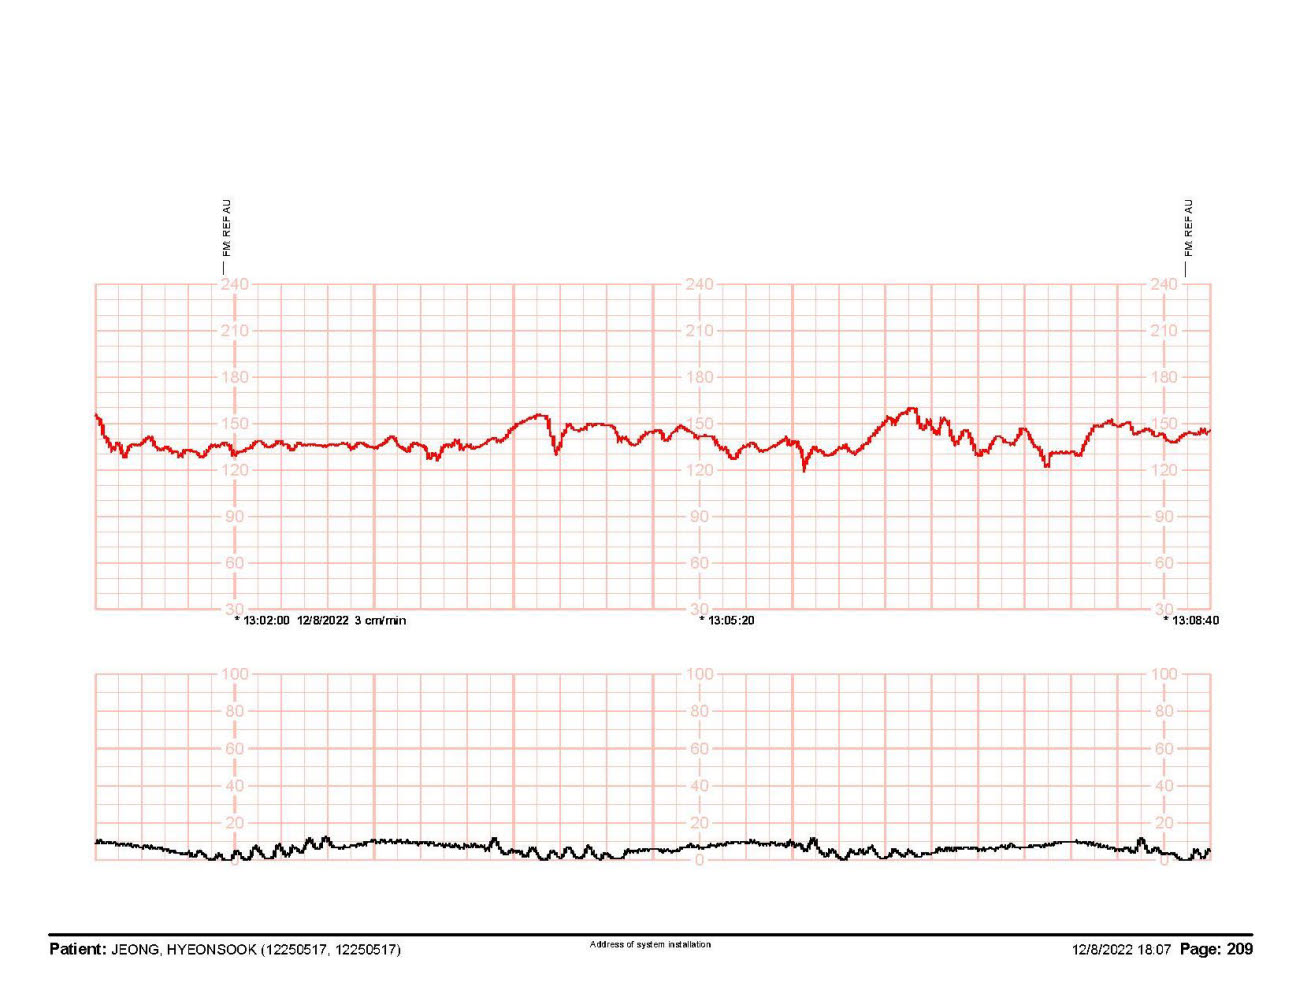 FM: REF AU
FM: REF AU
240 240 240
210 210 210
180 180 180
150 50 50
120 120 120
90 90 90
60 60 60
30 30 30
* 13:02:00 12/8/2022 3 cm/min * 13:05:20 * 13:08:40
100 100 100
80 80 80
60 60 60
40 40 40
20 20 20
0 0 0
Patient: JEONG, HYEONSOOK (12250517, 12250517) Address of system installation 12/8/2022 18:07 Page: 209